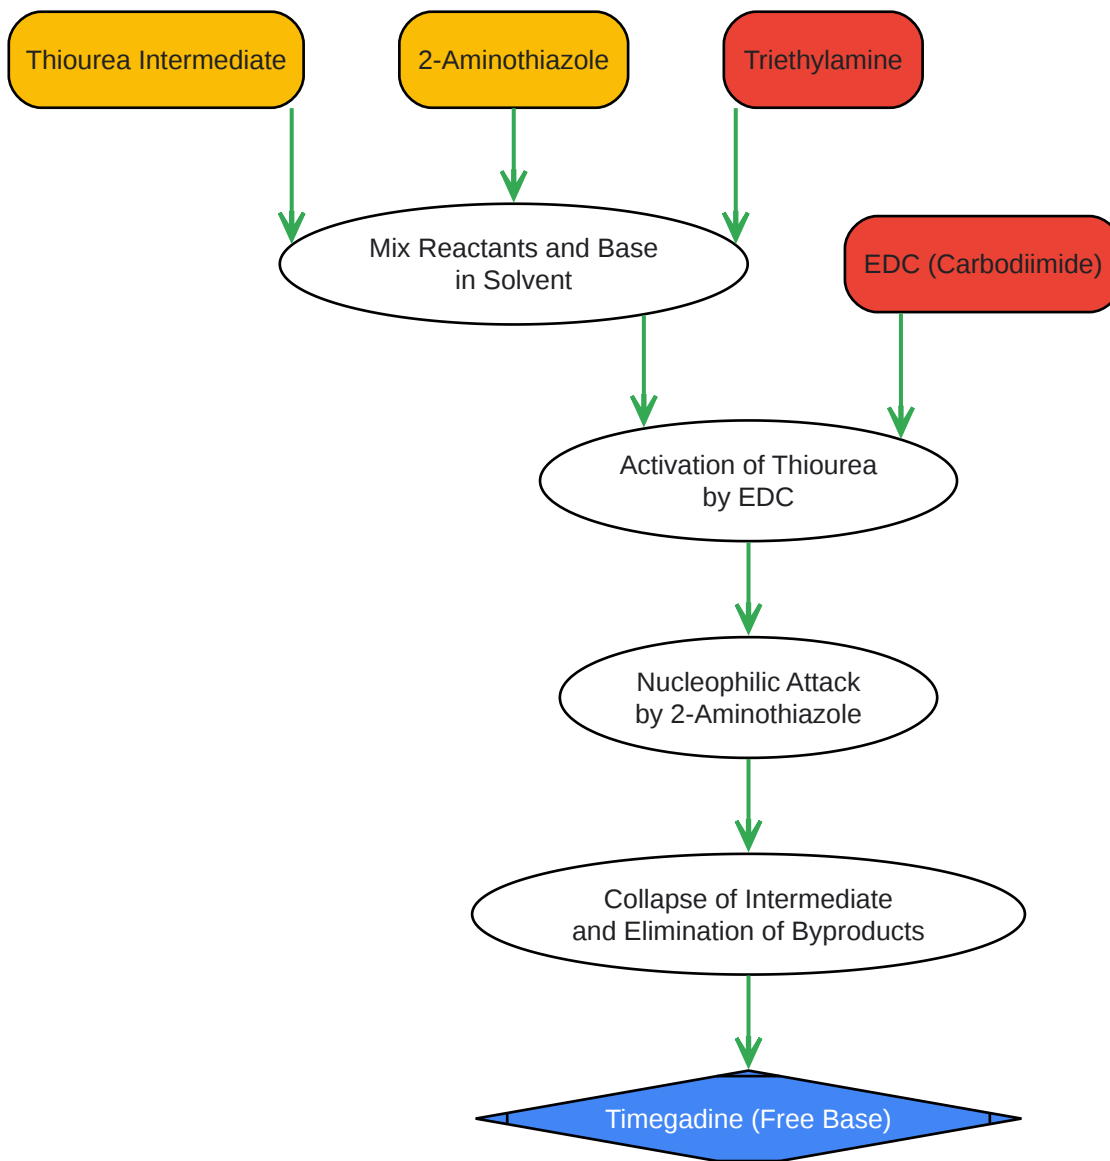 Thiourea Intermediate
2-Aminothiazole
Triethylamine
Mix Reactants and Base
in Solvent
EDC (Carbodiimide)
Activation of Thiourea
by EDC
Nucleophilic Attack
by 2-Aminothiazole
Collapse of Intermediate
and Elimination of Byproducts
Timegadine (Free Base)